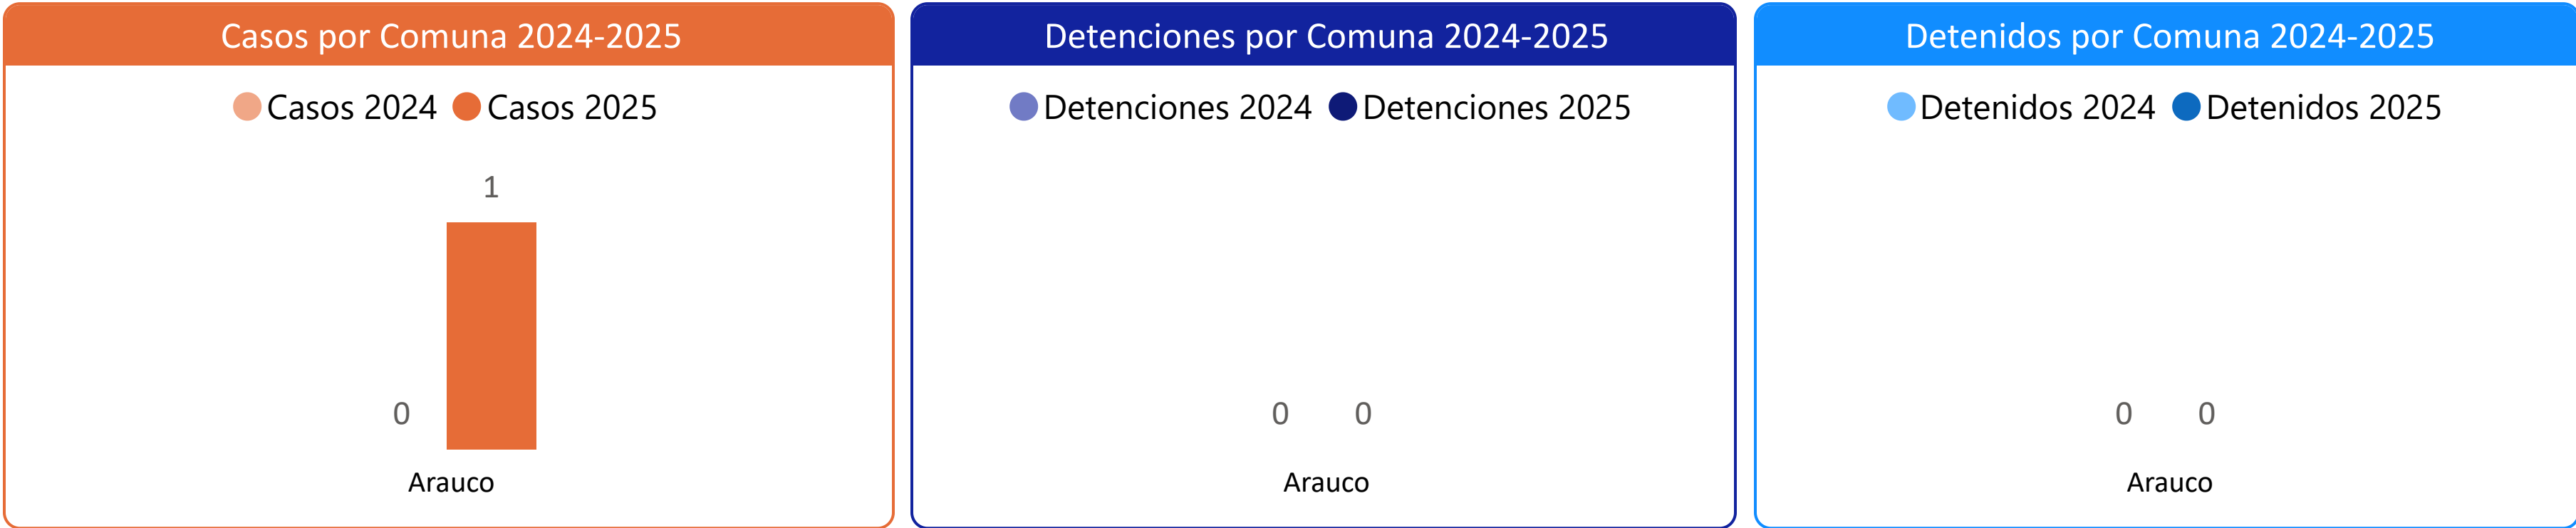 Casos por Comuna 2024-2025
Casos 2024 Casos 2025
1
0
Arauco
Detenciones por Comuna 2024-2025
Detenciones 2024 Detenciones 2025
0 0
Arauco
Detenidos por Comuna 2024-2025
Detenidos 2024 Detenidos 2025
0 0
Arauco